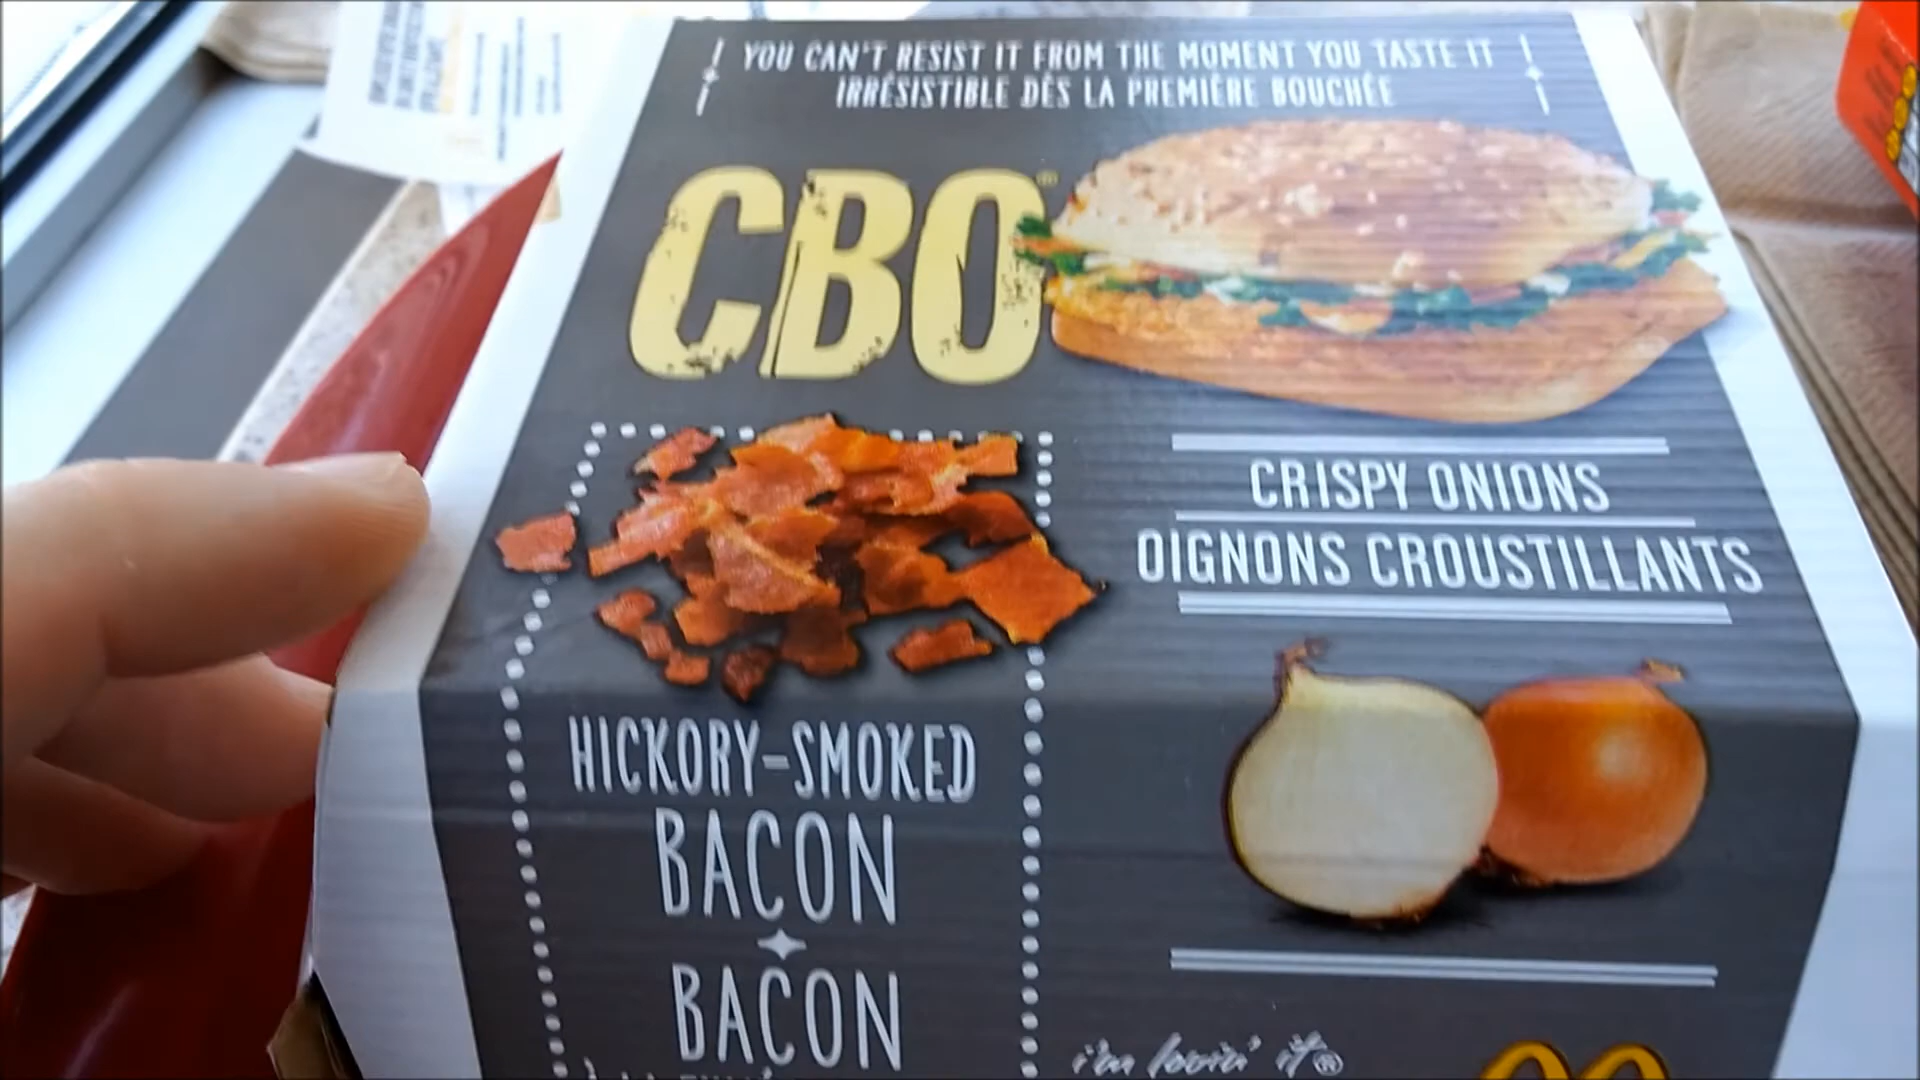 YOU CAN'T RESIST IT FROM THE MOMENT YOU TASTE IT
IRRÉSISTIBLE DÈS LA PREMIÈRE BOUCHÉE
CBO®
CRISPY ONIONS
OIGNONS CROUSTILLANTS
HICKORY-SMOKED
BACON
BACON
i'm lovin' it®